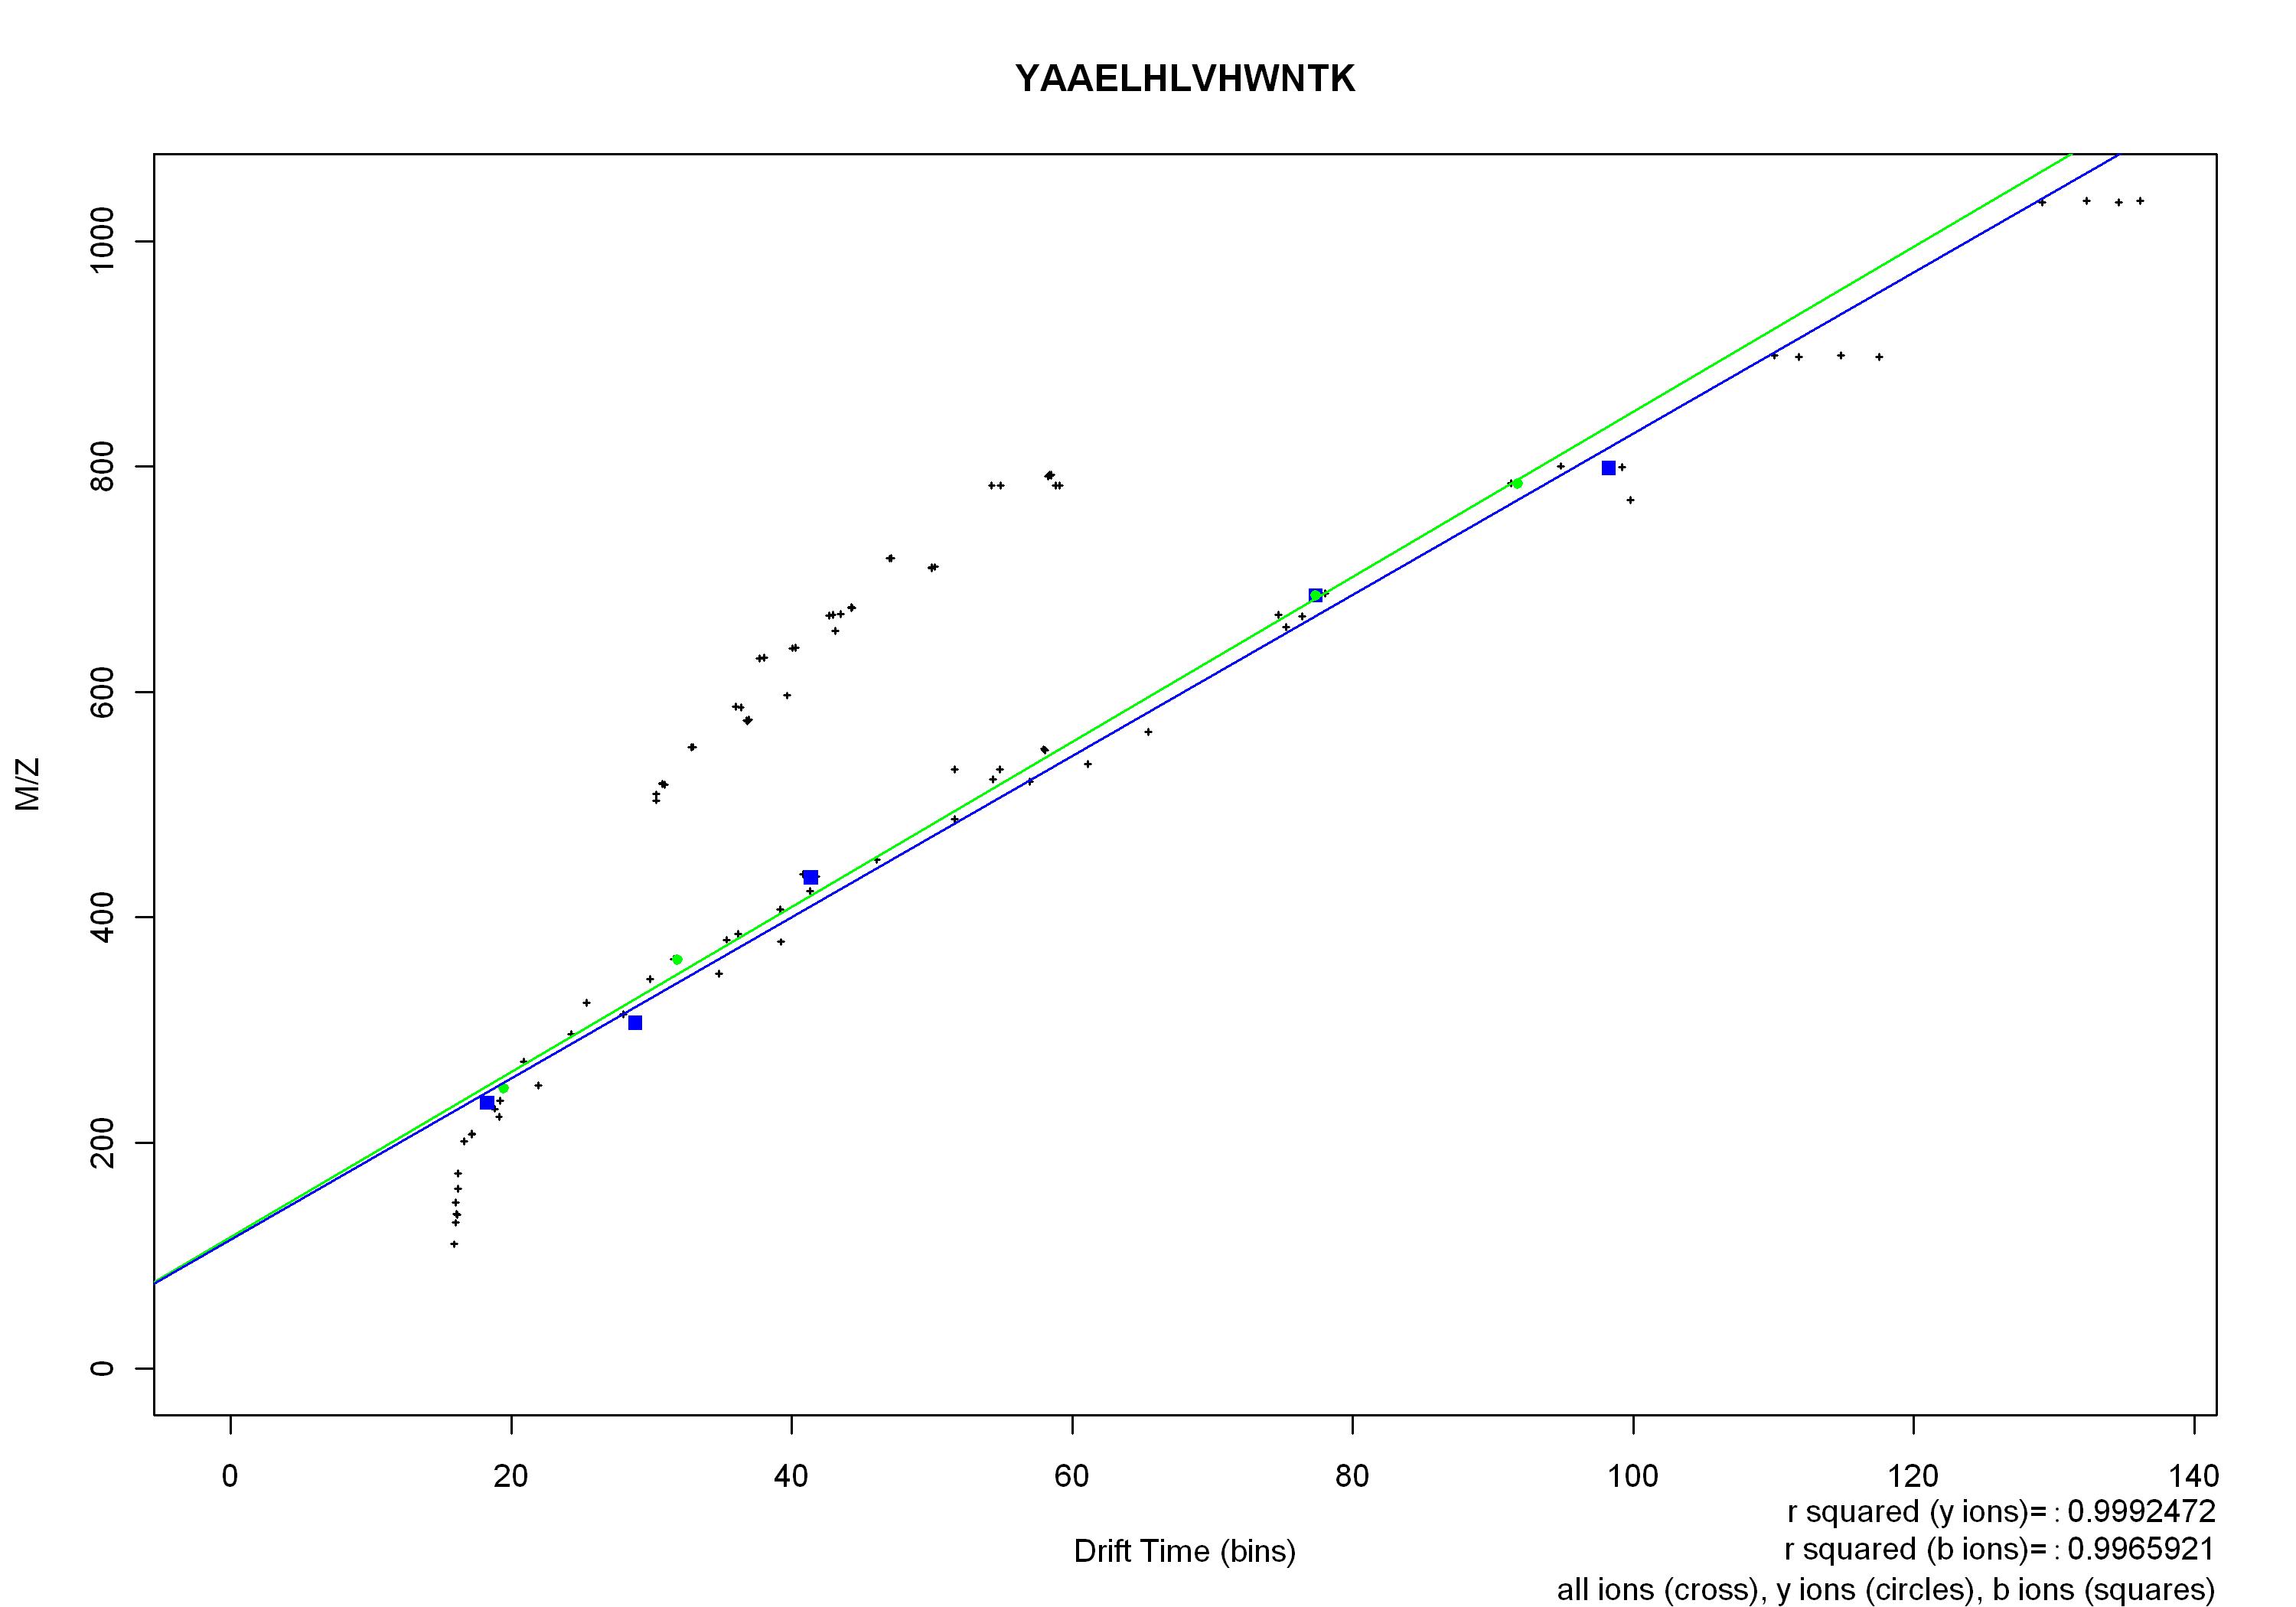 YAAELHLVHWNTK
M/Z
1000
800
600
400
200
0
0 20 40 60 80 100 120 140
Drift Time (bins)
r squared (y ions)= : 0.9992472
r squared (b ions)= : 0.9965921
all ions (cross), y ions (circles), b ions (squares)